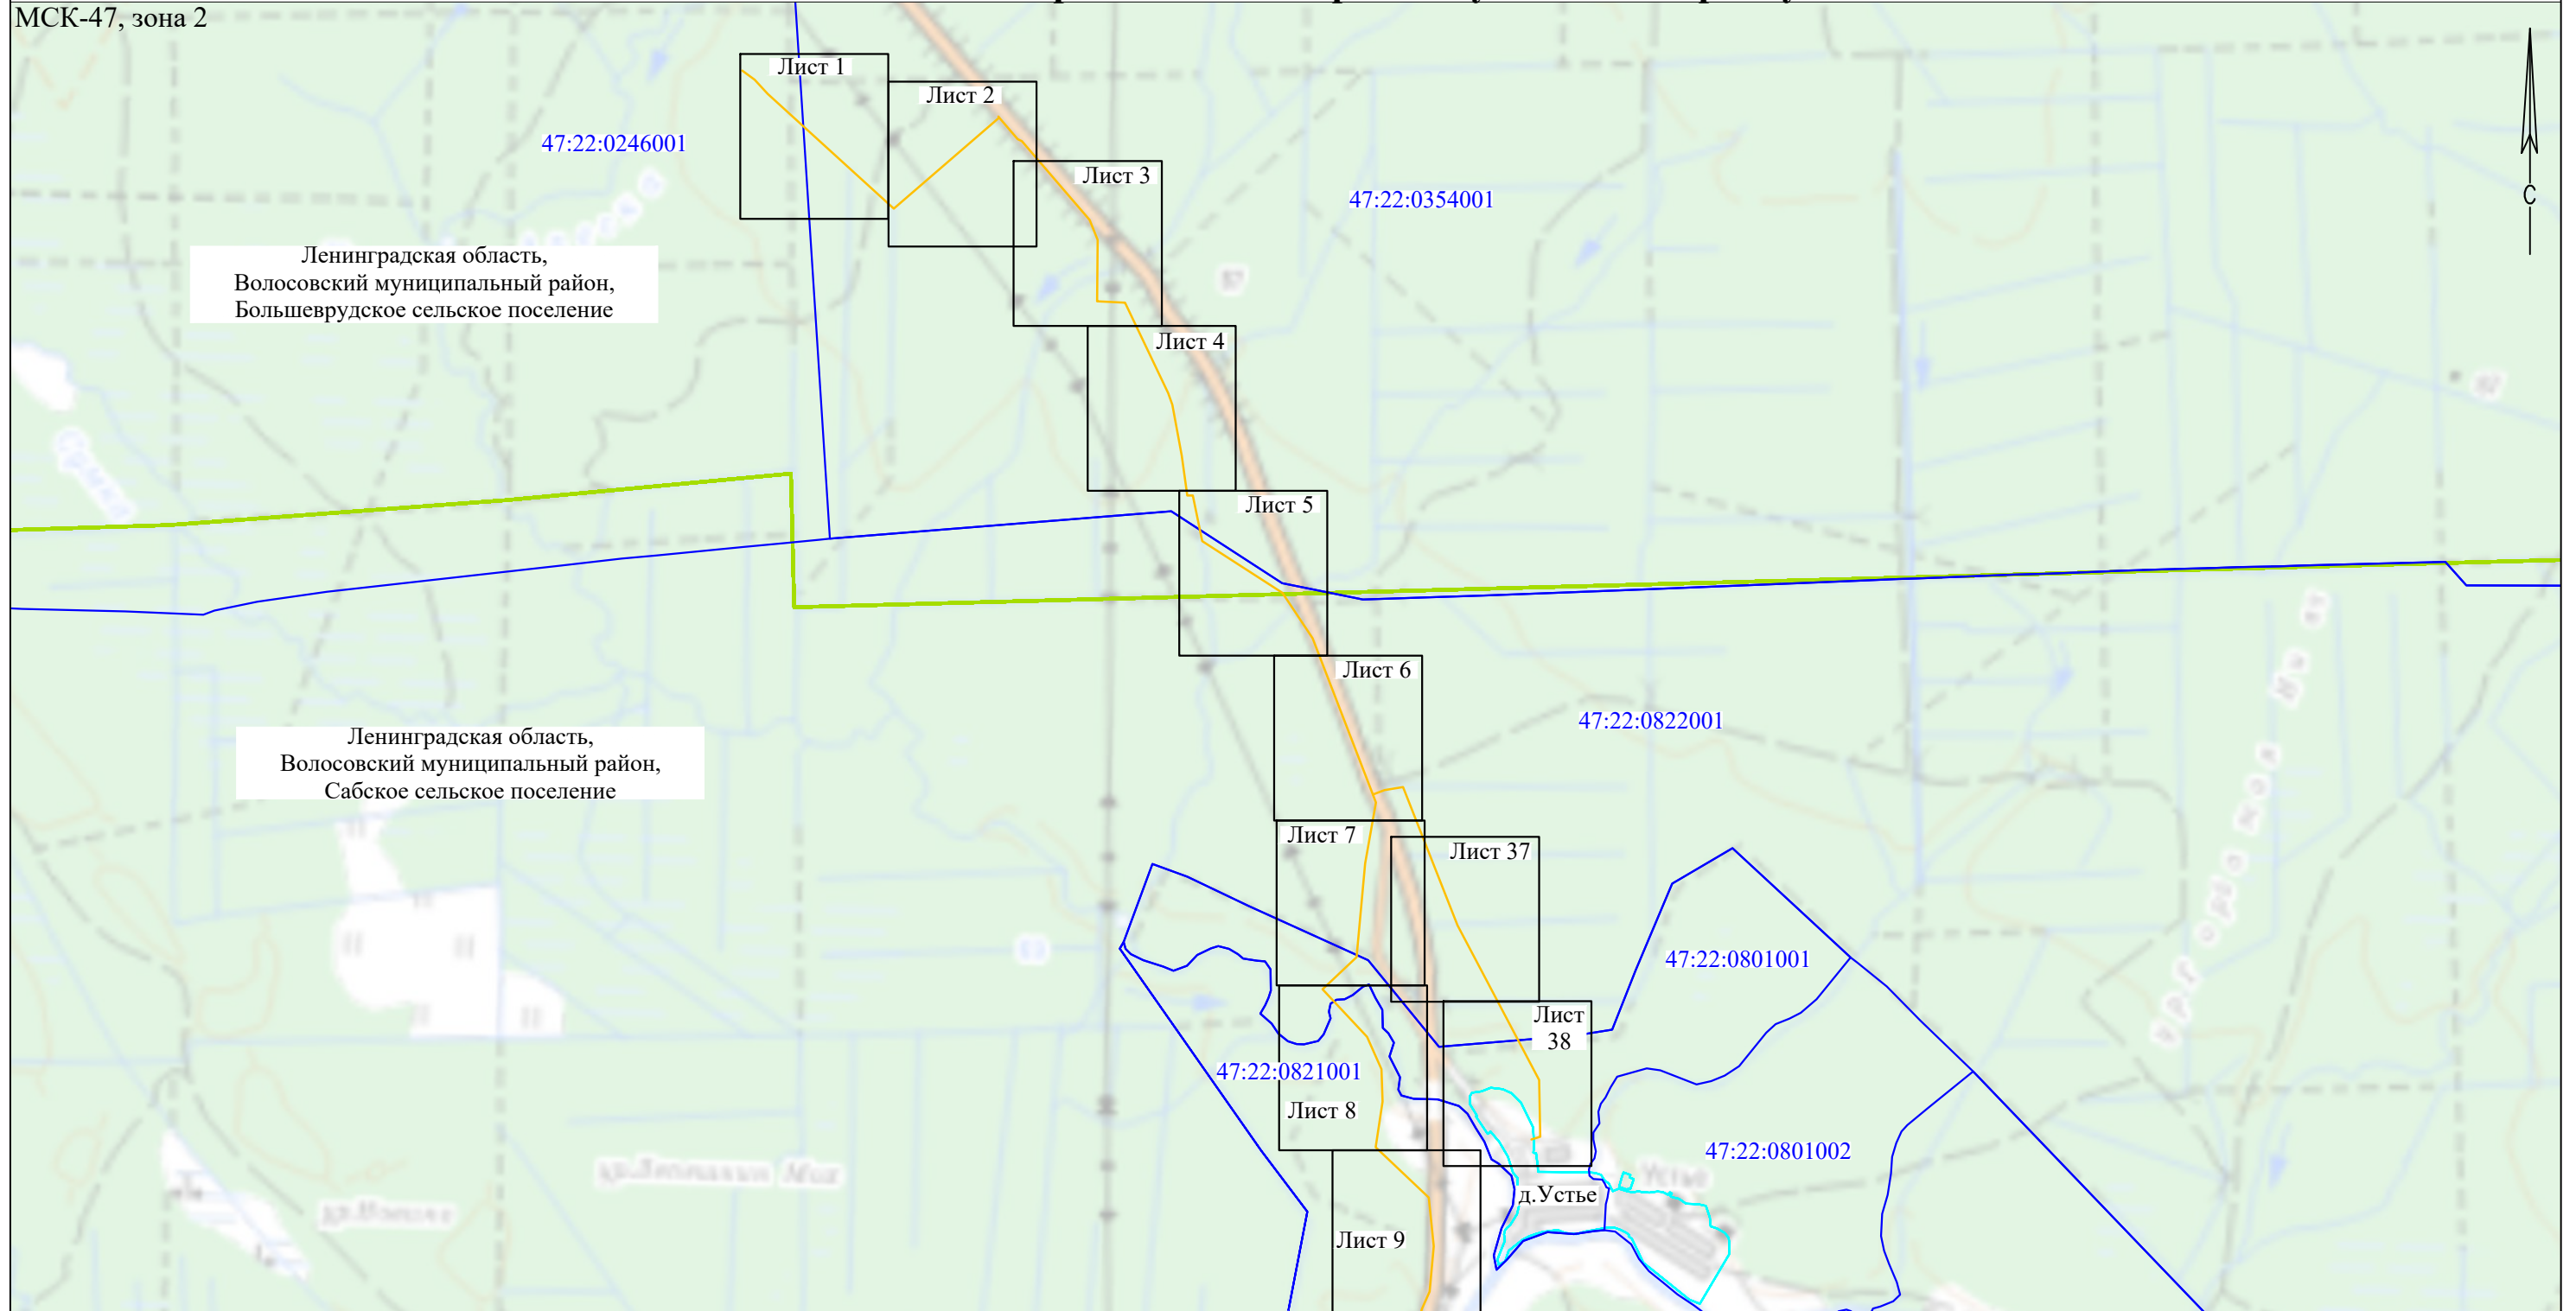 МСК-47, зона 2
Лист 1
Лист 2
47:22:0246001
Лист 3
47:22:0354001
С
Ленинградская область,
Волосовский муниципальный район,
Большеврудское сельское поселение
Лист 4
Лист 5
Лист 6
47:22:0822001
Ленинградская область,
Волосовский муниципальный район,
Сабское сельское поселение
Лист 7
Лист 37
47:22:0801001
Лист
38
47:22:0821001
Лист 8
47:22:0801002
Устье
д.Устье
Лист 9